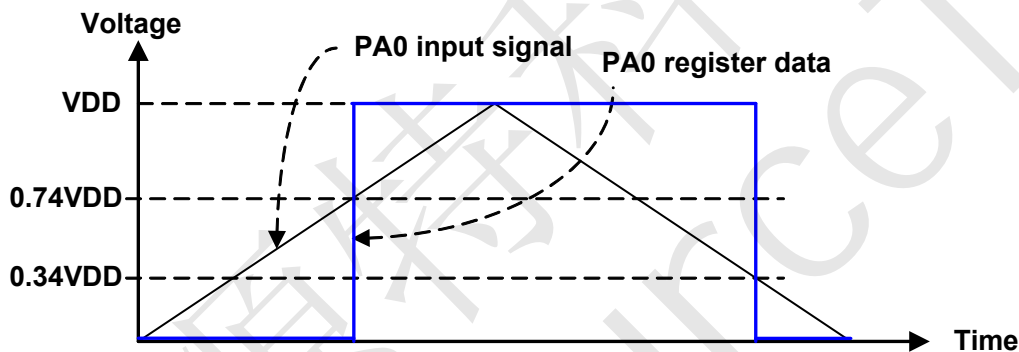 Voltage
PA0 input signal
PA0 register data
VDD
0.74VDD
0.34VDD
Time